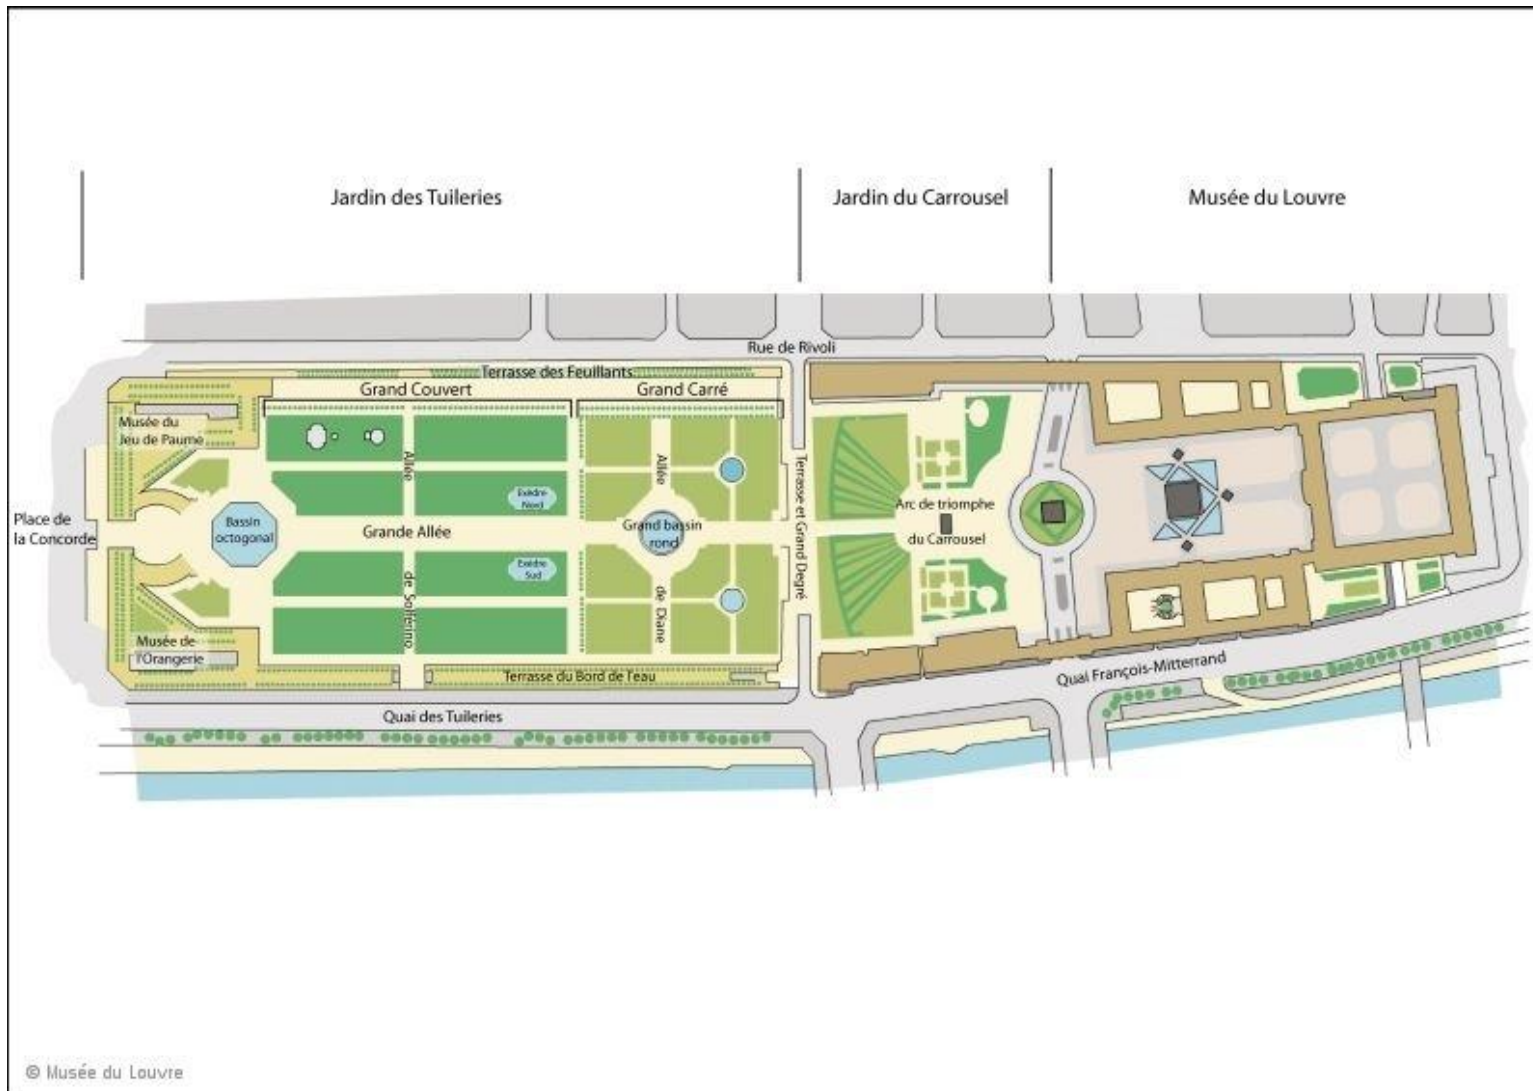 Jardin des Tuileries
Jardin du Carrousel
Musée du Louvre
Rue de Rivoli
Terrasse des Feuillants
Grand Couvert
Grand Carré
Musée du
Jeu de Paume
Allée
Allée
Terrasse et Grand Degré
Exèdre
Nord
Arc de triomphe
du Carrousel
Place de
la Concorde
Bassin
octogonal
Grande Allée
Grand bassin
rond
Exèdre
Sud
de Solférino
de Diane
Musée de
l'Orangerie
Terrasse du Bord de l'eau
Quai François-Mitterrand
Quai des Tuileries
© Musée du Louvre